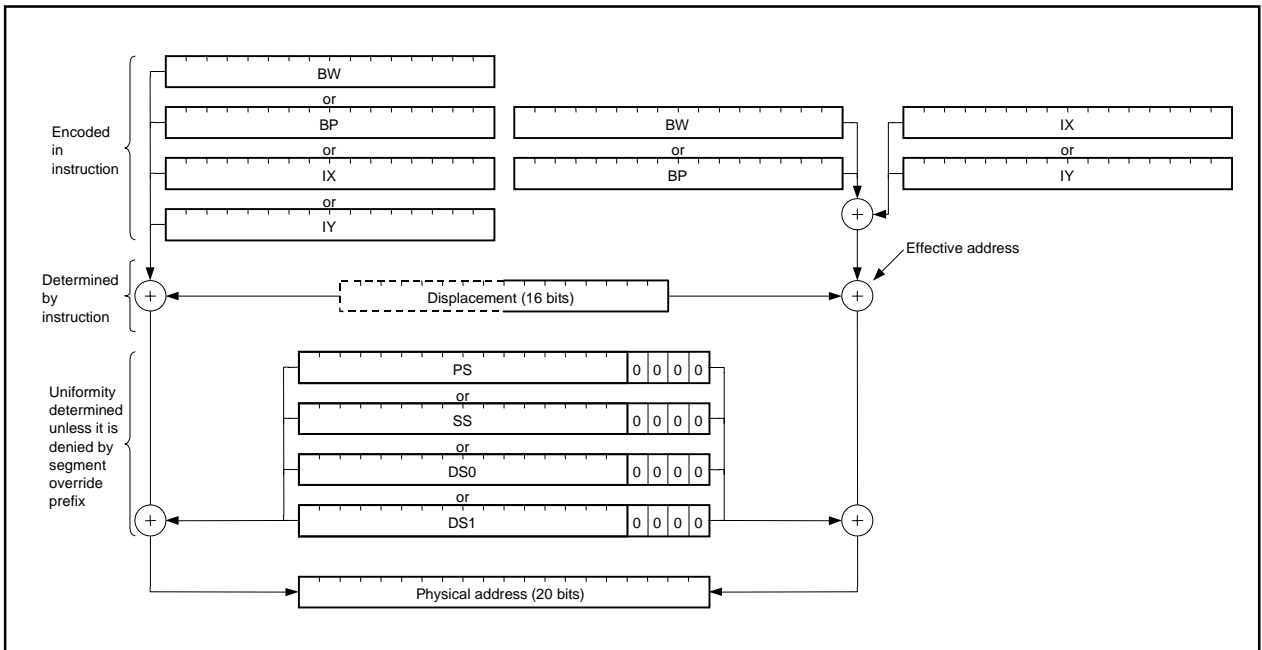 BW
or
BP
or
IX
or
IY
Encoded
in
instruction
BW
or
BP
IX
or
IY
+
Effective address
Determined
by
instruction
+
Displacement (16 bits)
+
Uniformity
determined
unless it is
denied by
segment
override
prefix
PS 0 0 0 0
or
SS 0 0 0 0
or
DS0 0 0 0 0
or
DS1 0 0 0 0
+
+
Physical address (20 bits)